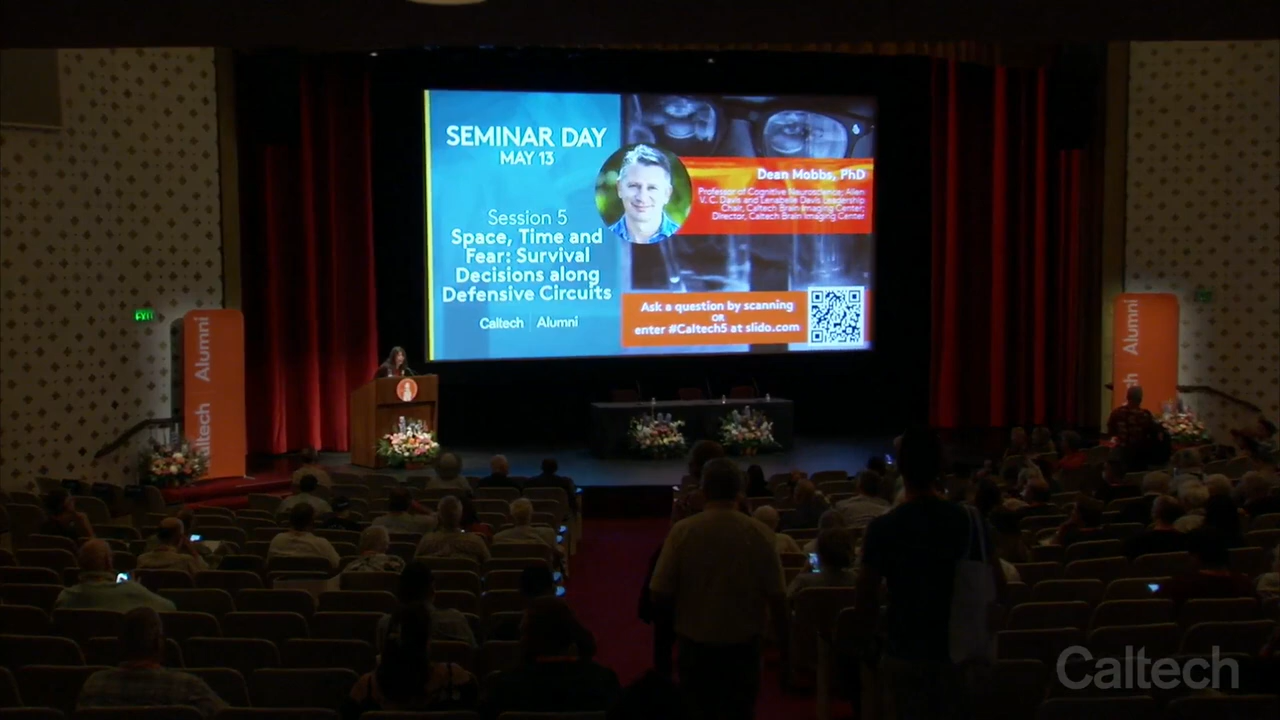 SEMINAR DAY
MAY 13
Session 5
Space, Time and
Fear: Survival
Decisions along
Defensive Circuits
Caltech Alumni
Dean Mobbs, PhD
Professor of Cognitive Neuroscience; Allen
V. C. Davis and Lenabelle Davis Leadership
Chair, Caltech Brain Imaging Center;
Director, Caltech Brain Imaging Center
Ask a question by scanning
OR
enter #Caltech5 at slido.com
EXIT
altech Alumni
ch Alumni
Caltech